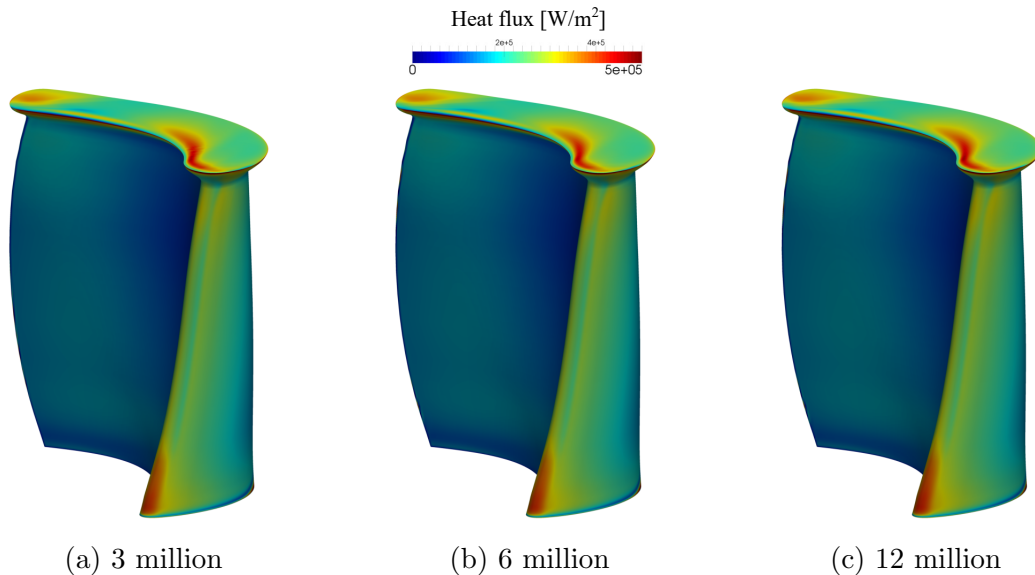 Heat flux [W/m²]
2e+5 4e+5
0 5e+05
(a) 3 million
(b) 6 million
(c) 12 million